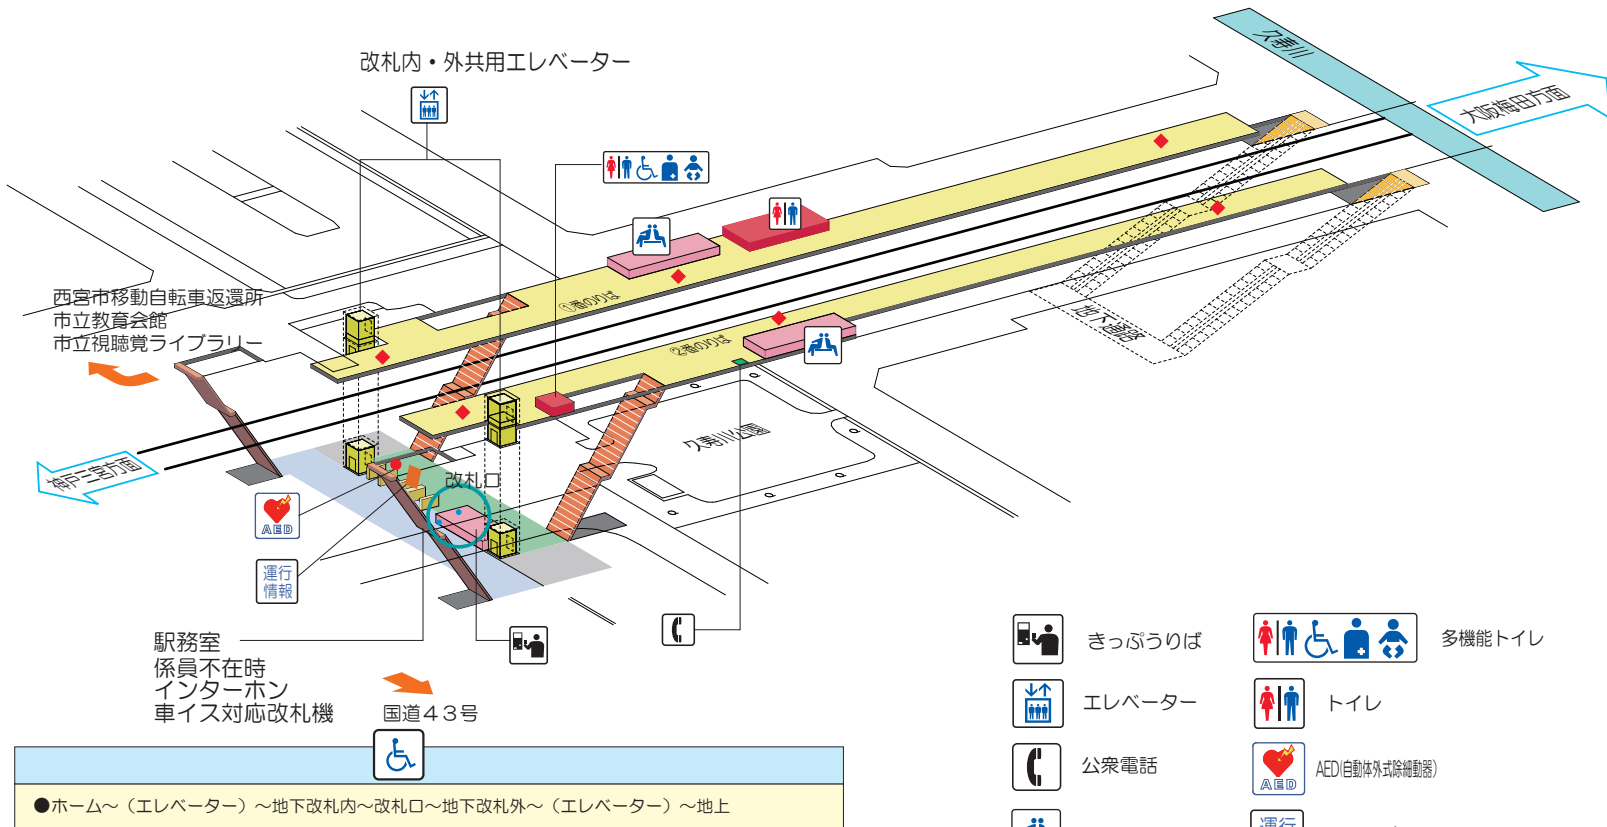 改札内・外共用エレベーター
久寿川
大阪梅田方面
西宮市移動自転車返還所
市立教育会館
市立視聴覚ライブラリー
①番のりば
②番のりば
地下通路
久寿川公園
神戸三宮方面
改札口
AED
運行
情報
駅務室
係員不在時
インターホン
車イス対応改札機
国道４３号
きっぷうりば
多機能トイレ
エレベーター
トイレ
公衆電話
AED
AED(自動体外式除細動器)
運行
●ホーム～（エレベーター）～地下改札内～改札口～地下改札外～（エレベーター）～地上